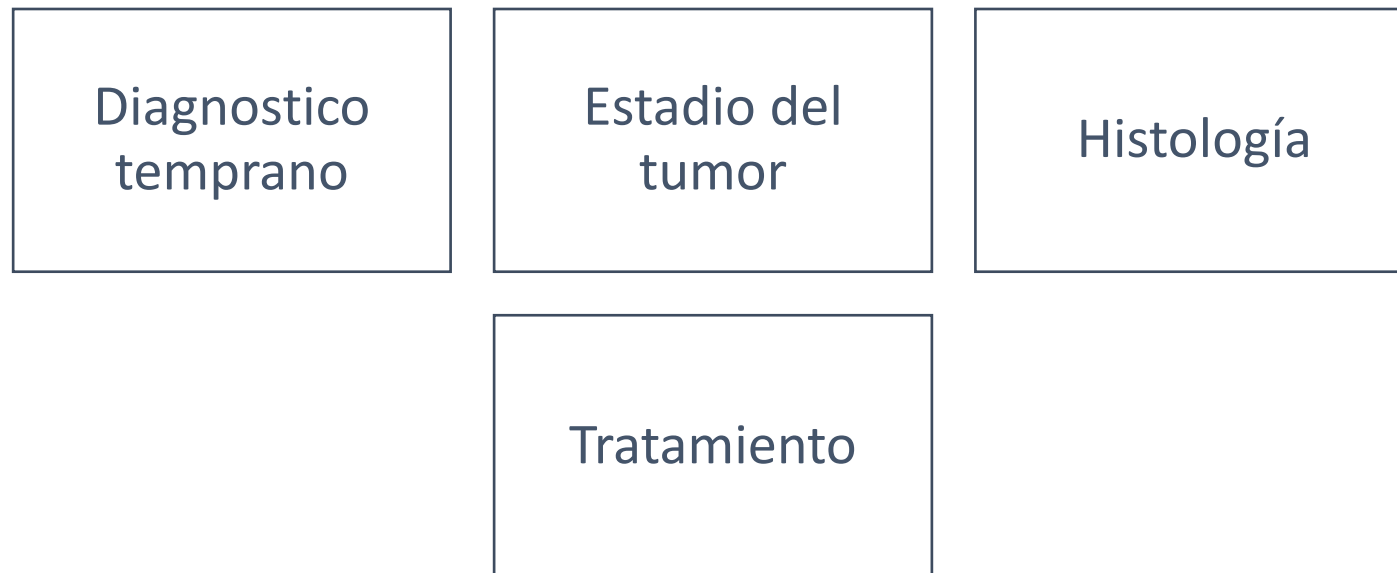 Diagnostico
temprano
Estadio del
tumor
Histología
Tratamiento